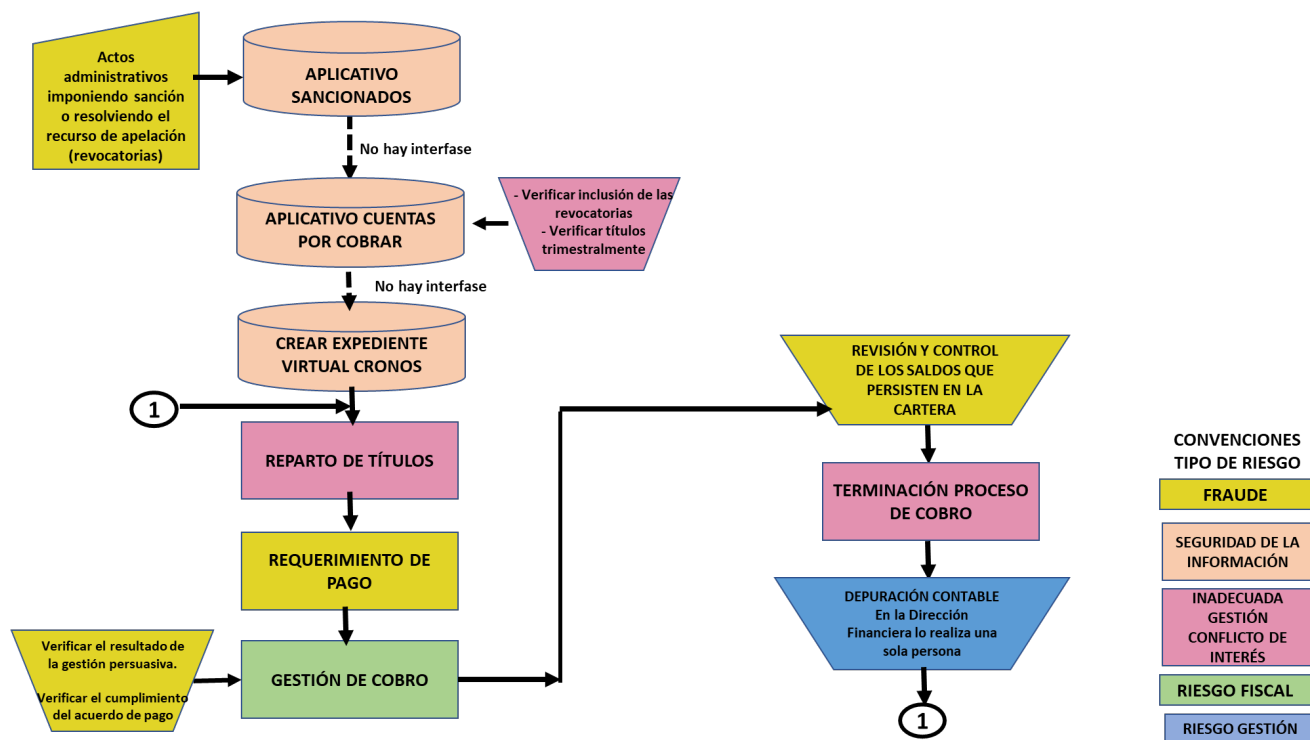 Actos
administrativos
imponiendo sanción
o resolviendo el
recurso de apelación
(revocatorias)
APLICATIVO
SANCIONADOS
No hay interfase
APLICATIVO CUENTAS
POR COBRAR
- Verificar inclusión de las
revocatorias
- Verificar títulos
trimestralmente
No hay interfase
CREAR EXPEDIENTE
VIRTUAL CRONOS
1
REPARTO DE TÍTULOS
REQUERIMIENTO DE
PAGO
Verificar el resultado de
la gestión persuasiva.
Verificar el cumplimiento
del acuerdo de pago
GESTIÓN DE COBRO
REVISIÓN Y CONTROL
DE LOS SALDOS QUE
PERSISTEN EN LA
CARTERA
TERMINACIÓN PROCESO
DE COBRO
DEPURACIÓN CONTABLE
En la Dirección
Financiera lo realiza una
sola persona
1
CONVENCIONES
TIPO DE RIESGO
FRAUDE
SEGURIDAD DE LA
INFORMACIÓN
INADECUADA
GESTIÓN
CONFLICTO DE
INTERÉS
RIESGO FISCAL
RIESGO GESTIÓN